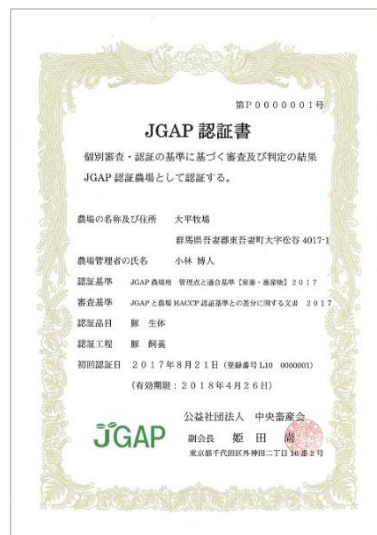 第P0000001号
JGAP 認証書
個別審査・認証の基準に基づく審査及び判定の結果
JGAP 認証農場として認証する。
農場の名称及び住所 大平牧場
群馬県吾妻郡東吾妻町大字松谷 4017-1
農場管理者の氏名 小林 博人
認証基準 JGAP 農場用 管理点と適合基準【家畜・畜産物】2017
審査基準 JGAPと農場 HACCP 認証基準との差分に関する文書 2017
認証品目 豚 生体
認証工程 豚 飼養
初回認証日 2017年8月21日 (登録番号 L10 0000001)
(有効期限：2018年4月26日)
公益社団法人 中央畜産会
JGAP
副会長 姫田 尚
東京都千代田区外神田二丁目16番2号